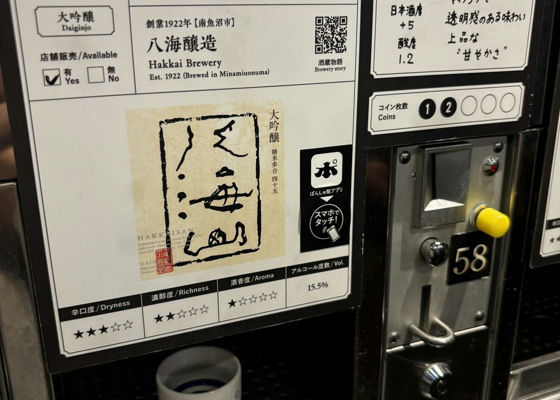 大吟醸
Daiginjo
店舗販売/Available
有 Yes
無 No
創業1922年【南魚沼市】
八海醸造
Hakkai Brewery
Est. 1922 (Brewed in Minamiuonuma)
酒蔵物語
Brewery story
大吟醸
精米歩合 四十五
八海山
HAKKAISAN
ぽ
ぽんしゅ館アプリ
スマホで
タッチ!
辛口度/Dryness
★★★☆☆
濃醇度/Richness
★★☆☆☆
酒香度/Aroma
★☆☆☆☆
アルコール度数/Vol.
15.5%
日本酒度
+5
酸度
1.2
透明感のある味わい
上品な
"甘やかさ"
コイン枚数
Coins
1 2
58